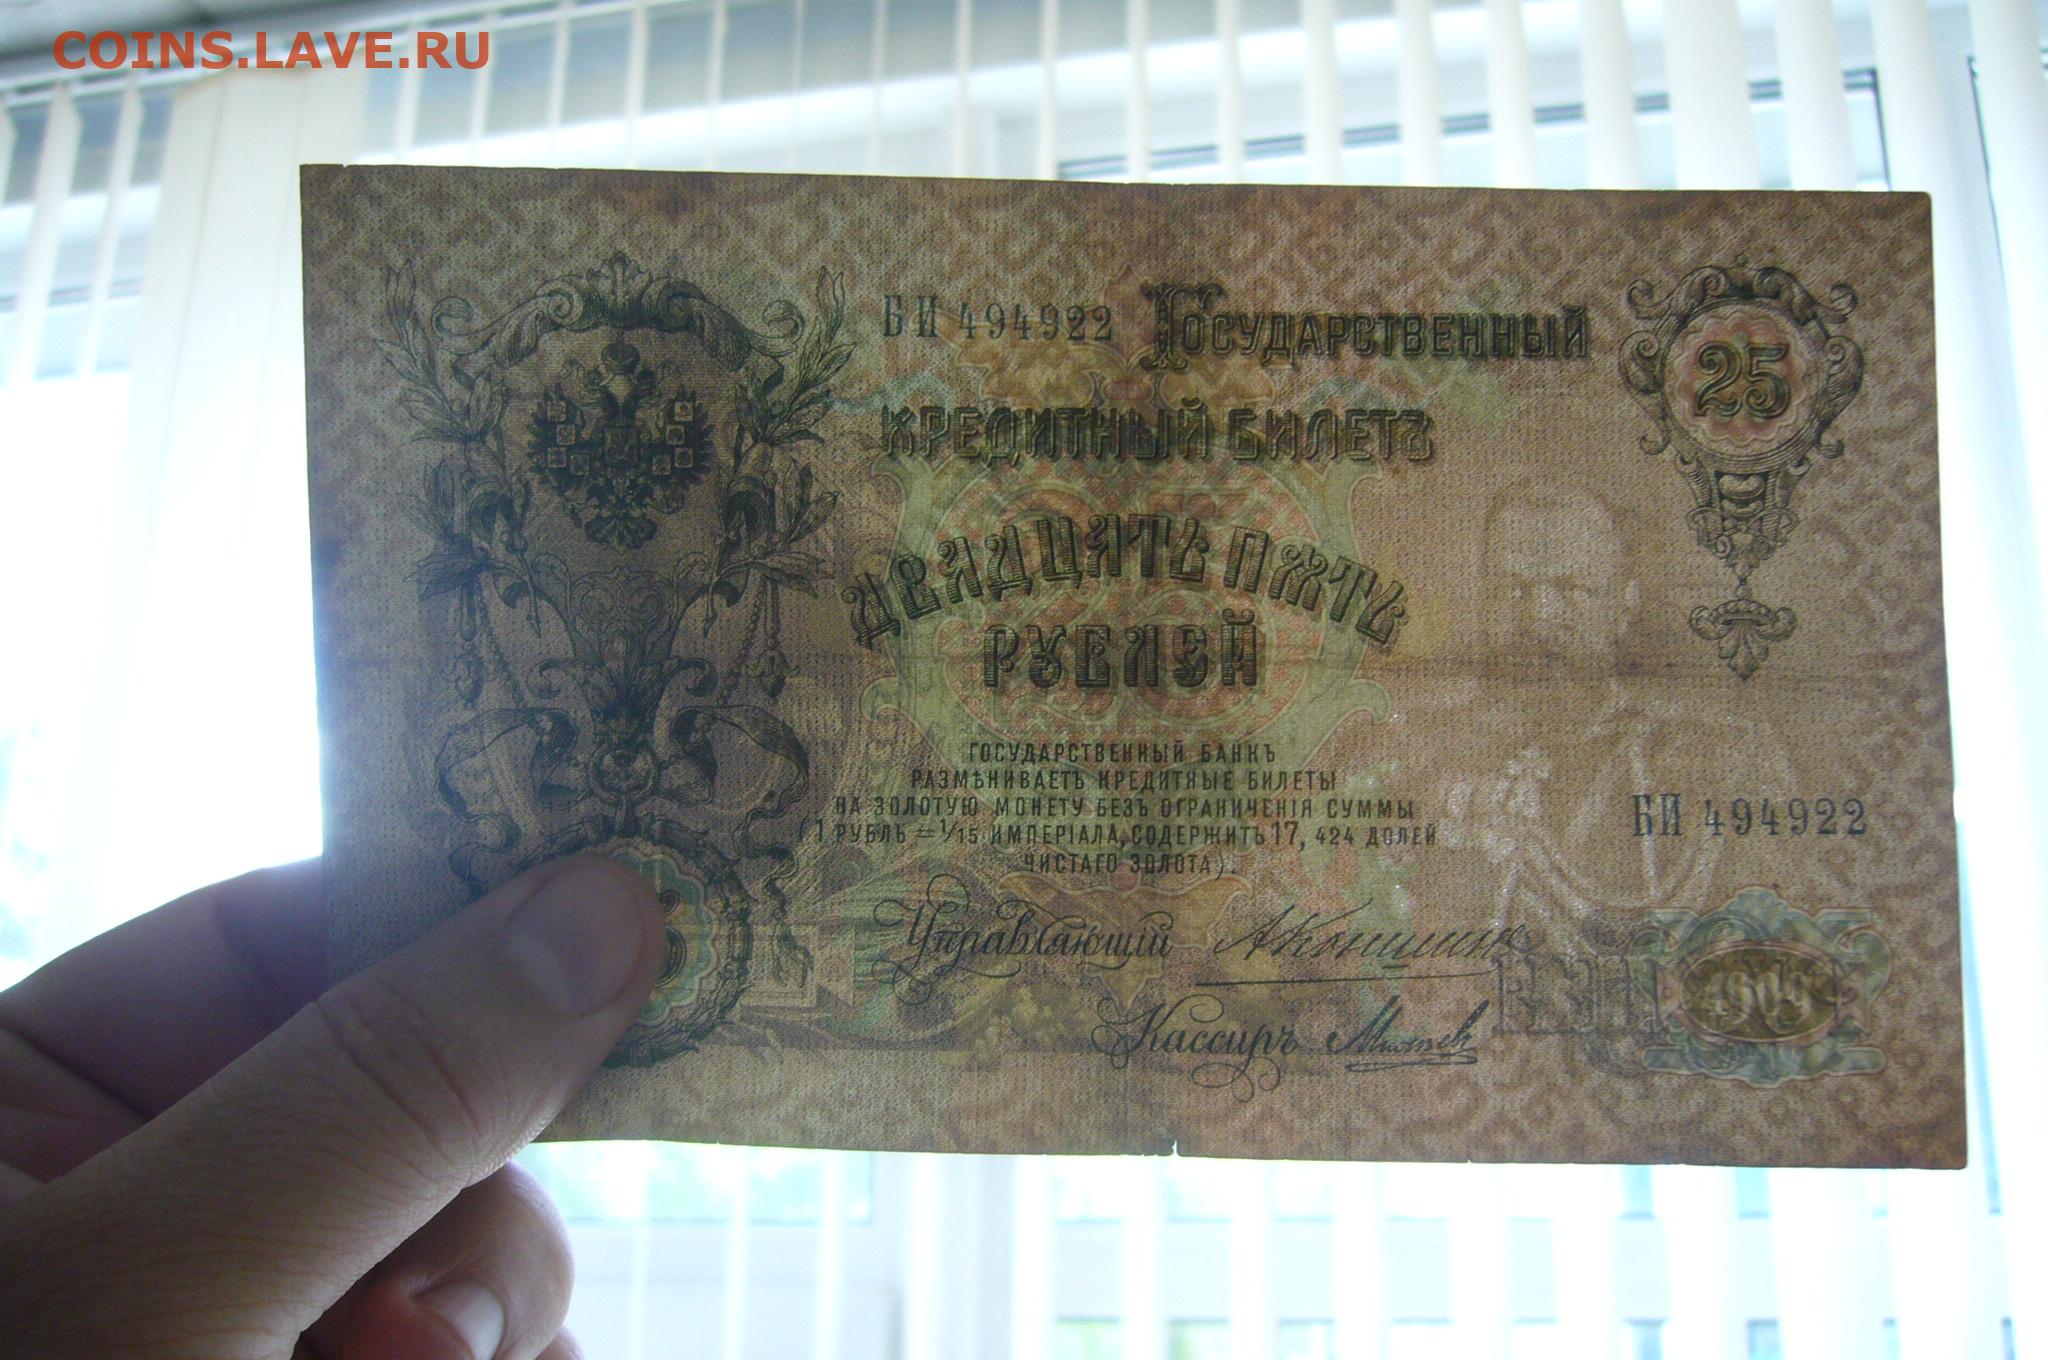 COINS.LAVE.RU
БИ 494922 ГОСУДАРСТВЕННЫЙ
КРЕДИТНЫЙ БИЛЕТЪ
25
ДВАДЦАТЬ ПЯТЬ
РУБЛЕЙ
ГОСУДАРСТВЕННЫЙ БАНКЪ
РАЗМѢНИВАЕТЪ КРЕДИТНЫЕ БИЛЕТЫ
НА ЗОЛОТУЮ МОНЕТУ БЕЗЪ ОГРАНИЧЕНІЯ СУММЫ
(1 РУБЛЬ = 1/15 ИМПЕРІАЛА, СОДЕРЖИТЪ 17, 424 ДОЛЕЙ
ЧИСТАГО ЗОЛОТА).
БИ 494922
Управляющій
Кассиръ
1909